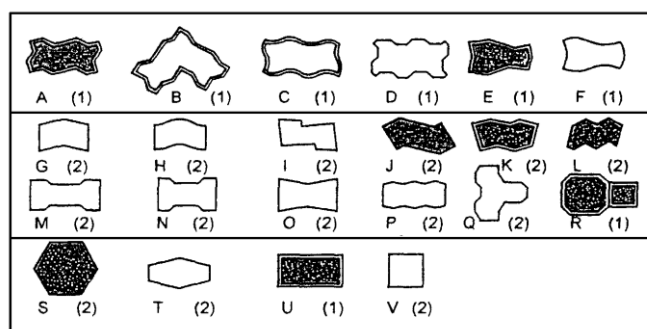 A (1) B (1) C (1) D (1) E (1) F (1)
G (2) H (2) I (2) J (2) K (2) L (2)
M (2) N (2) O (2) P (2) Q (2) R (1)
S (2) T (2) U (1) V (2)